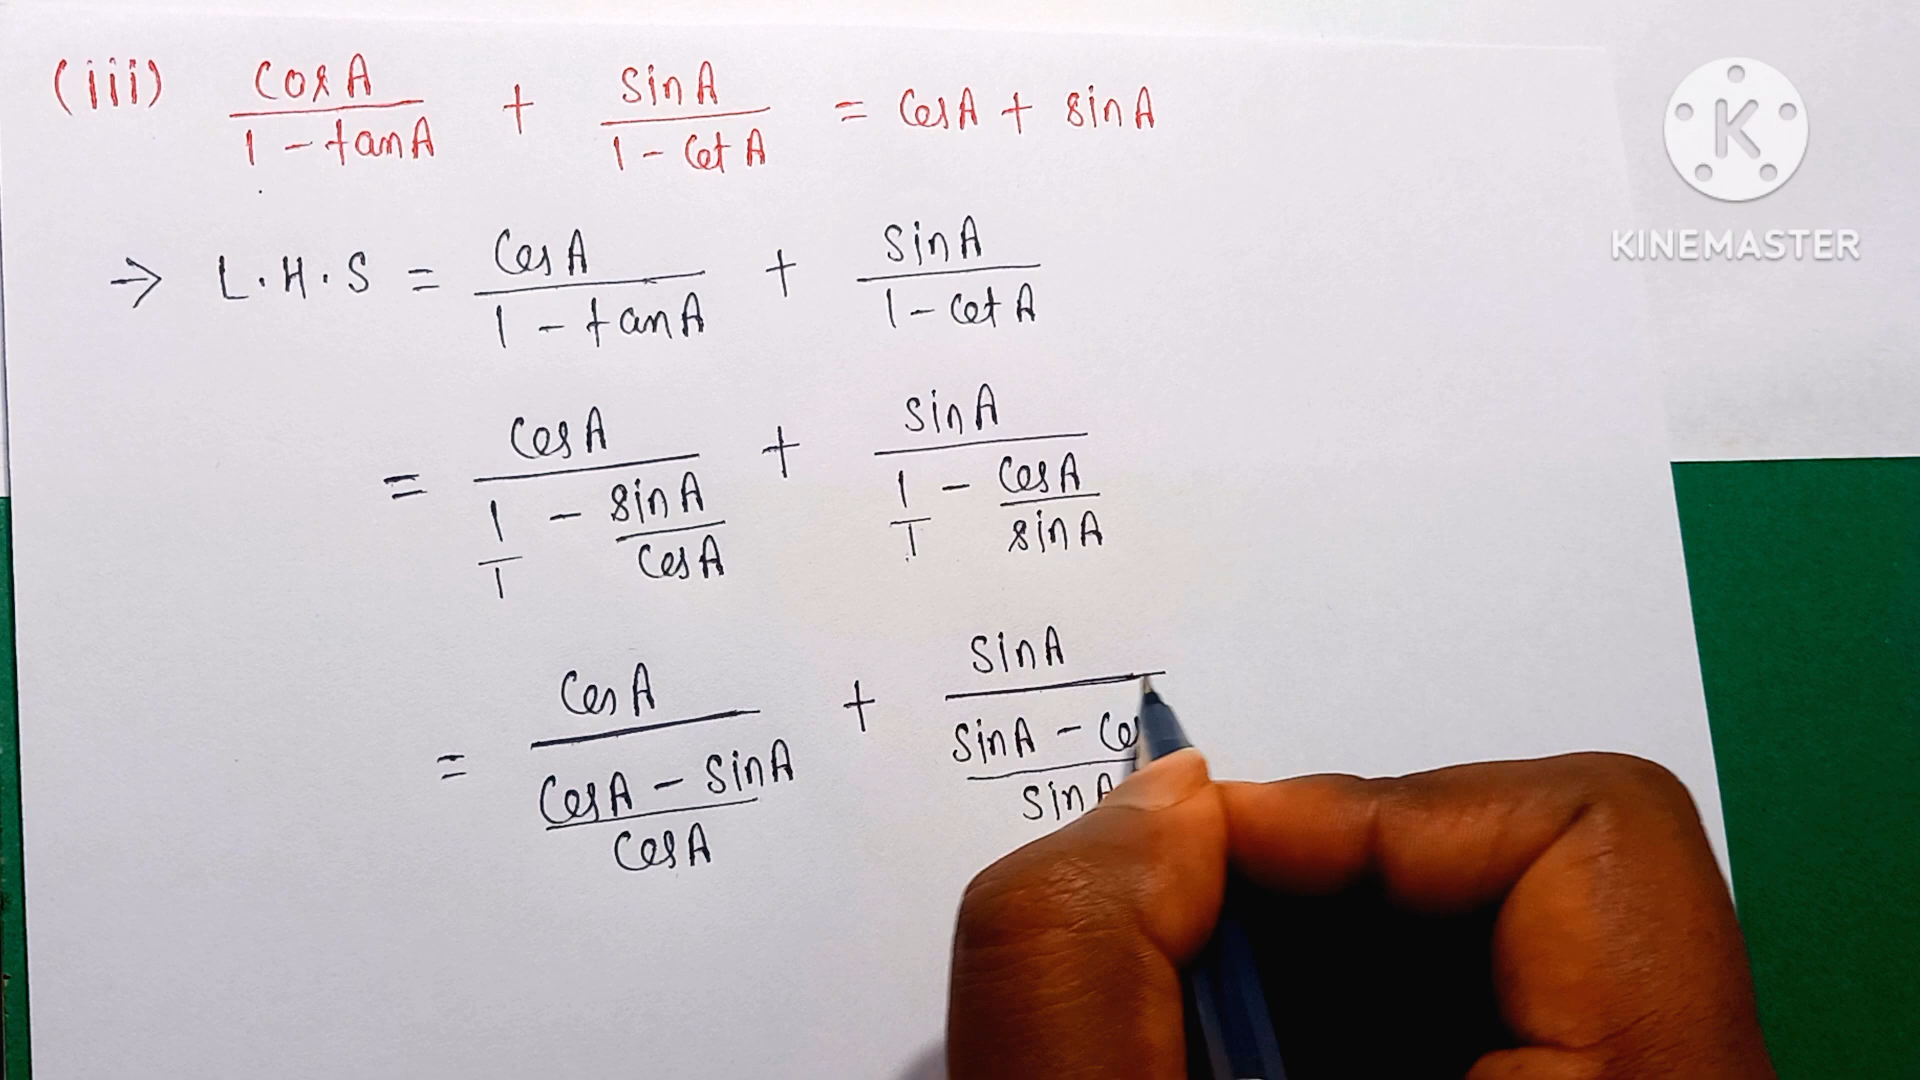 (iii) cosA / 1 - tanA + sinA / 1 - cotA = cosA + sinA
K
KINEMASTER
→ L.H.S = cosA / 1 - tanA + sinA / 1 - cotA
= cosA / 1/1 - sinA/cosA + sinA / 1/1 - cosA/sinA
= cosA / cosA - sinA / cosA + sinA / sinA - / sinA